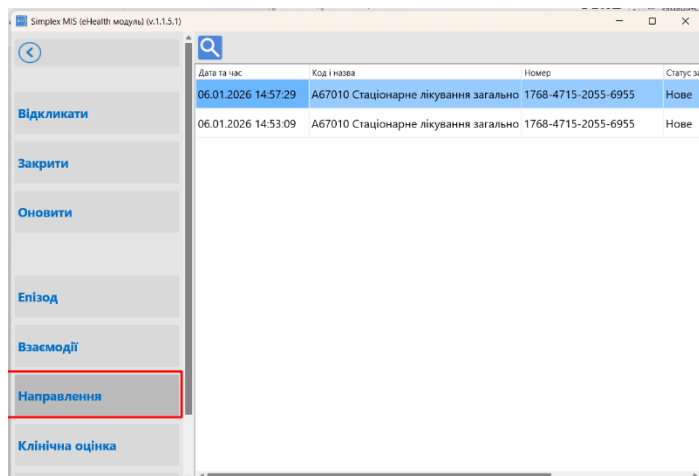 Simplex MIS (eHealth модуль) (v.1.1.5.1)
Дата та час Код і назва Номер Статус
06.01.2026 14:57:29 A67010 Стаціонарне лікування загально 1768-4715-2055-6955 Нове
06.01.2026 14:53:09 A67010 Стаціонарне лікування загально 1768-4715-2055-6955 Нове
Відкликати
Закрити
Оновити
Епізод
Взаємодії
Направлення
Клінічна оцінка